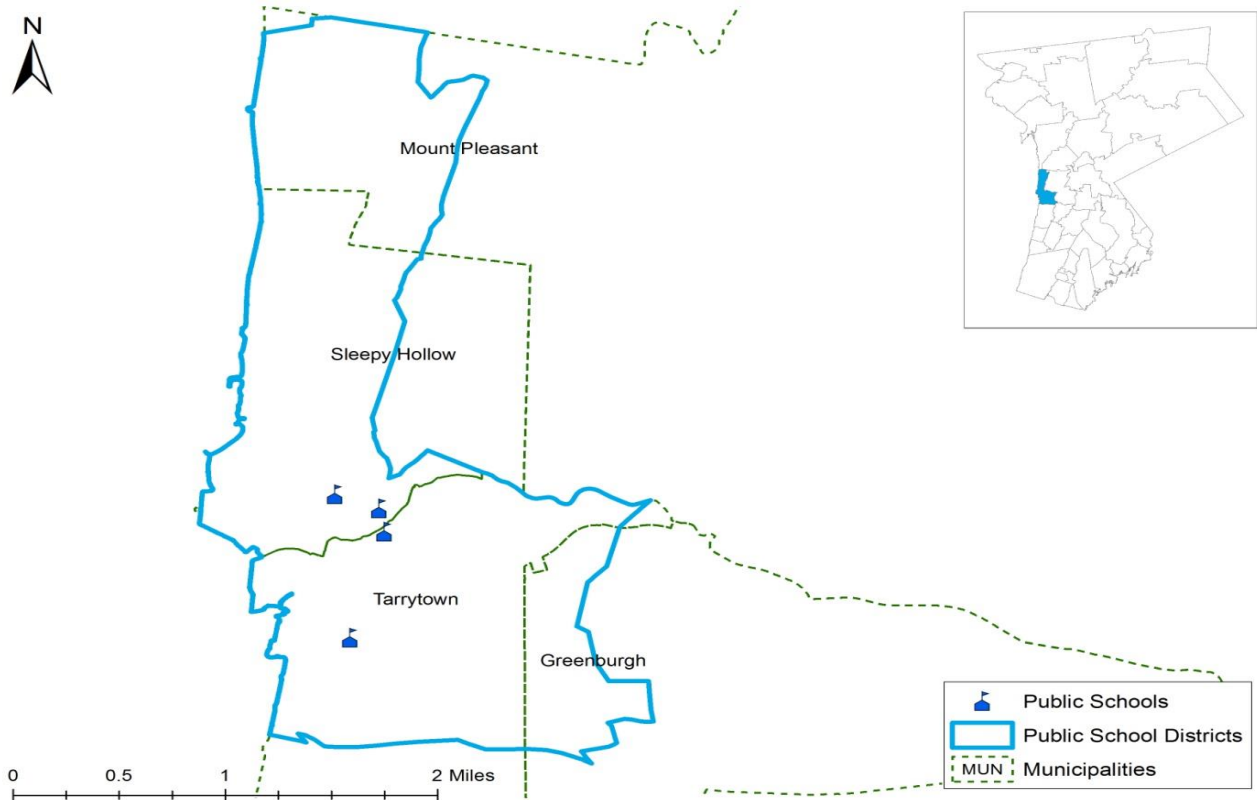 N
Mount Pleasant
Sleepy Hollow
Tarrytown
Greenburgh
Public Schools
Public School Districts
MUN Municipalities
0 0.5 1 2 Miles